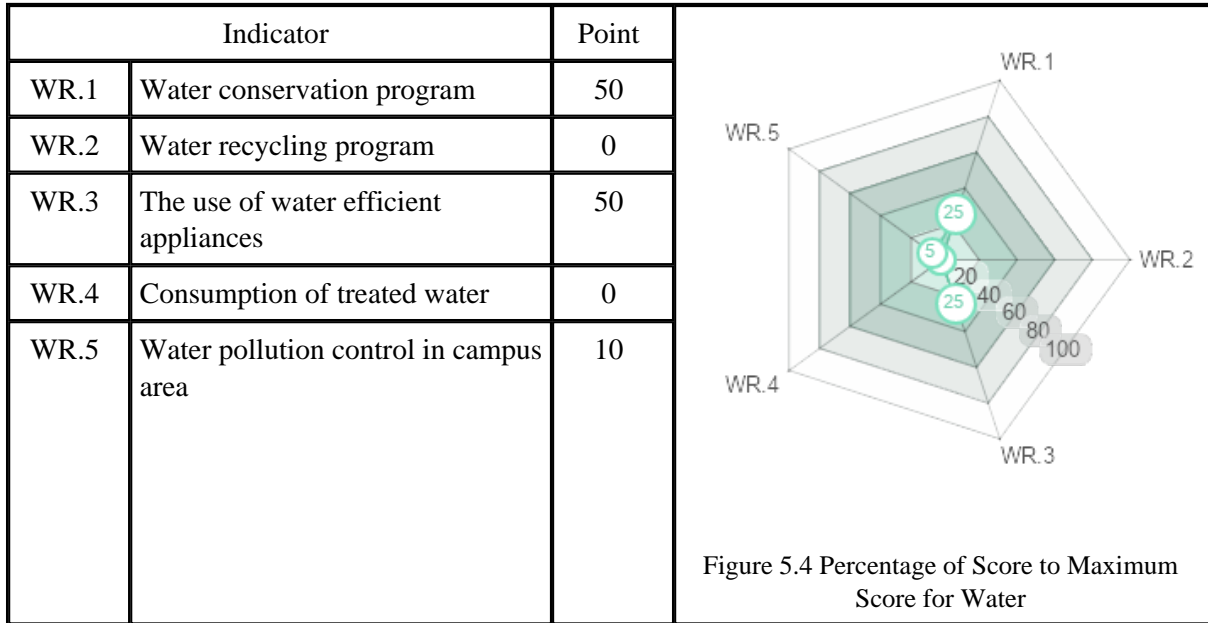 Indicator Point
WR.1 Water conservation program 50
WR.2 Water recycling program 0
WR.3 The use of water efficient
appliances 50
WR.4 Consumption of treated water 0
WR.5 Water pollution control in campus
area 10
WR.1
WR.5
25
5
WR.2
20
40
25
60
80
100
WR.4
WR.3
Figure 5.4 Percentage of Score to Maximum
Score for Water